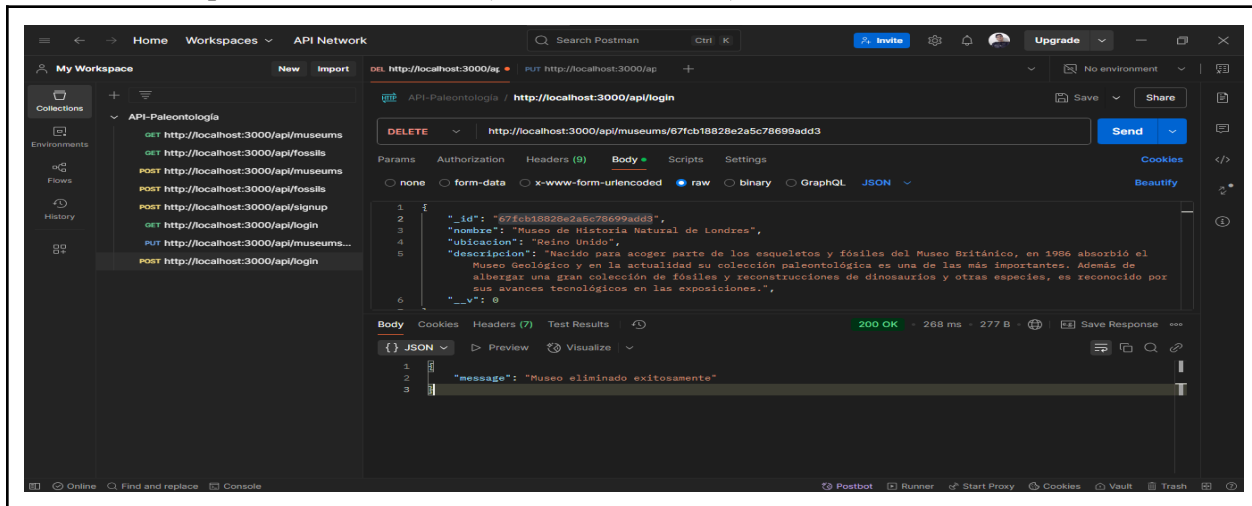 Home Workspaces API Network Search Postman Ctrl K Invite Upgrade
My Workspace New Import DEL http://localhost:3000/ap PUT http://localhost:3000/ap No environment
Collections
Environments
Flows
History
API-Paleontología
GET http://localhost:3000/api/museums
GET http://localhost:3000/api/fossils
POST http://localhost:3000/api/museums
POST http://localhost:3000/api/fossils
POST http://localhost:3000/api/signup
GET http://localhost:3000/api/login
PUT http://localhost:3000/api/museums...
POST http://localhost:3000/api/login
HTTP API-Paleontología / http://localhost:3000/api/login Save Share
DELETE http://localhost:3000/api/museums/67fcb18828e2a5c78699add3 Send
Params Authorization Headers (9) Body Scripts Settings Cookies
none form-data x-www-form-urlencoded raw binary GraphQL JSON Beautify
1 {
2 "_id": "67fcb18828e2a5c78699add3",
3 "nombre": "Museo de Historia Natural de Londres",
4 "ubicacion": "Reino Unido",
5 "descripcion": "Nacido para acoger parte de los esqueletos y fósiles del Museo Británico, en 1986 absorbió el
Museo Geológico y en la actualidad su colección paleontológica es una de las más importantes. Además de
albergar una gran colección de fósiles y reconstrucciones de dinosaurios y otras especies, es reconocido por
sus avances tecnológicos en las exposiciones.",
6 "__v": 0
Body Cookies Headers (7) Test Results 200 OK 268 ms 277 B Save Response
{} JSON Preview Visualize
1 {
2 "message": "Museo eliminado exitosamente"
3 }
Online Find and replace Console Postbot Runner Start Proxy Cookies Vault Trash